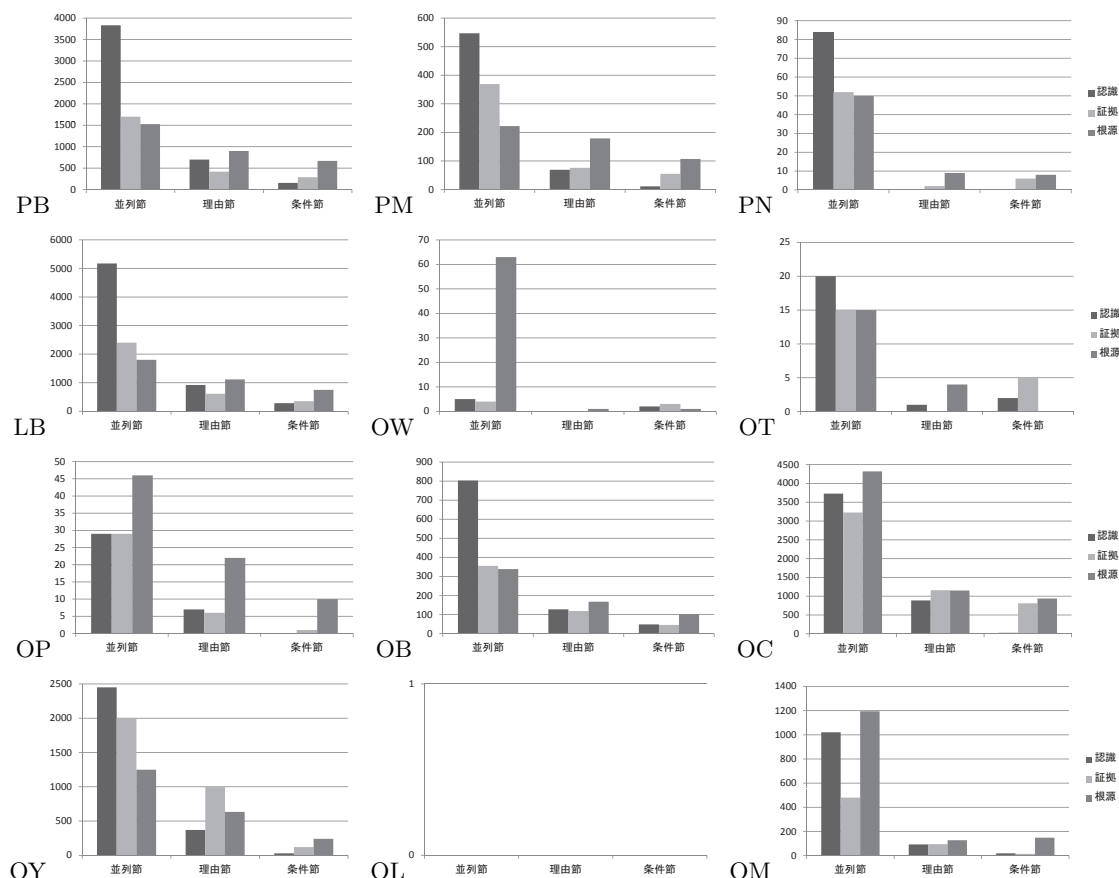 4000
3500
3000
2500
2000
1500
1000
500
0
並列節 理由節 条件節
PB
600
500
400
300
200
100
0
並列節 理由節 条件節
PM
90
80
70
60
50
40
30
20
10
0
並列節 理由節 条件節
PN
認識
証拠
根源
6000
5000
4000
3000
2000
1000
0
並列節 理由節 条件節
LB
70
60
50
40
30
20
10
0
並列節 理由節 条件節
OW
25
20
15
10
5
0
並列節 理由節 条件節
OT
認識
証拠
根源
50
45
40
35
30
25
20
15
10
5
0
並列節 理由節 条件節
OP
900
800
700
600
500
400
300
200
100
0
並列節 理由節 条件節
OB
4500
4000
3500
3000
2500
2000
1500
1000
500
0
並列節 理由節 条件節
OC
認識
証拠
根源
2500
2000
1500
1000
500
0
並列節 理由節 条件節
OY
1
0
並列節 理由節 条件節
OL
1400
1200
1000
800
600
400
200
0
並列節 理由節 条件節
OM
認識
証拠
根源